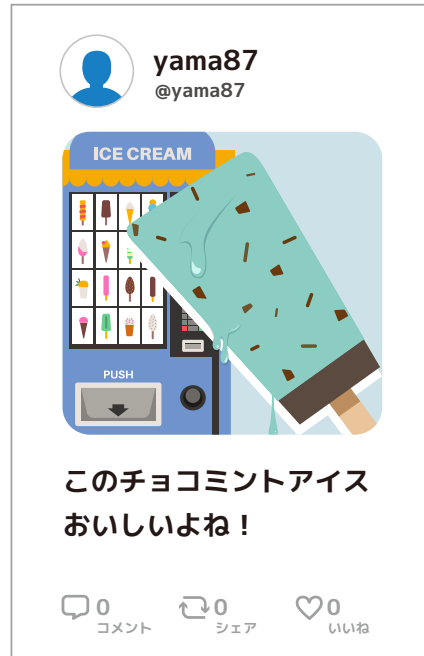 yama87
@yama87
ICE CREAM
PUSH
このチョコミントアイス
おいしいよね！
0
コメント
0
シェア
0
いいね